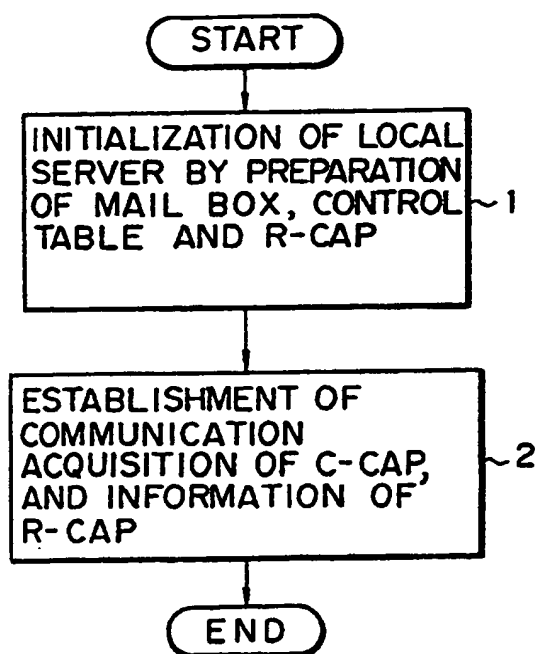 START
INITIALIZATION OF LOCAL
SERVER BY PREPARATION
OF MAIL BOX, CONTROL
TABLE AND R-CAP
1
ESTABLISHMENT OF
COMMUNICATION
ACQUISITION OF C-CAP,
AND INFORMATION OF
R-CAP
2
END